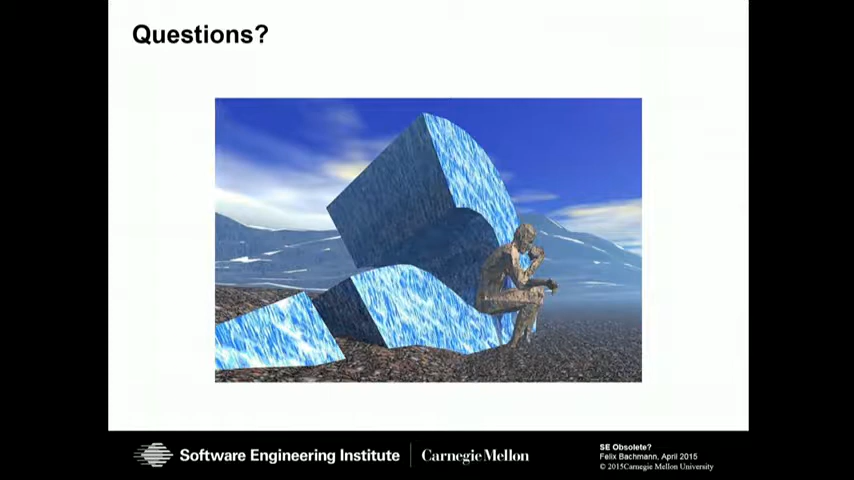 Questions?
Software Engineering Institute
Carnegie Mellon
SE Obsolete?
Felix Bachmann, April 2015
© 2015Carnegie Mellon University